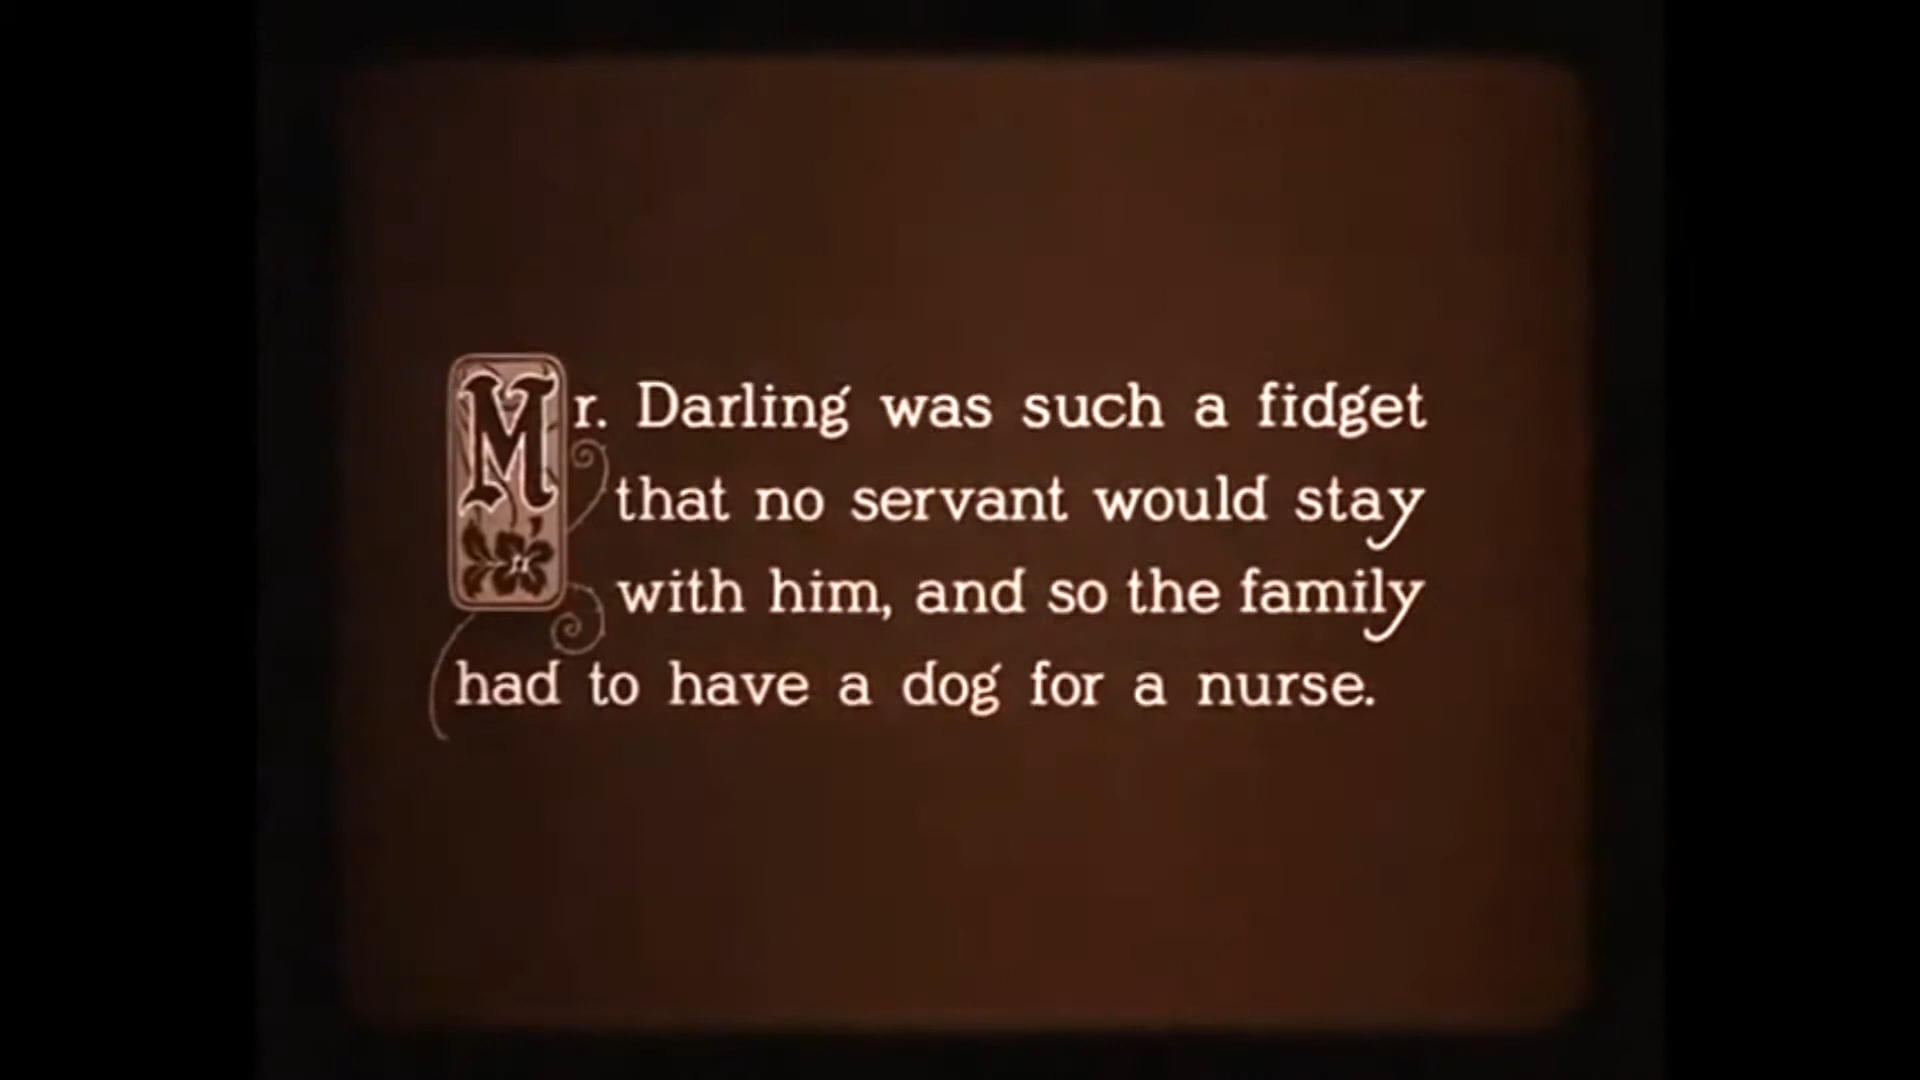 Mr. Darling was such a fidget
that no servant would stay
with him, and so the family
had to have a dog for a nurse.